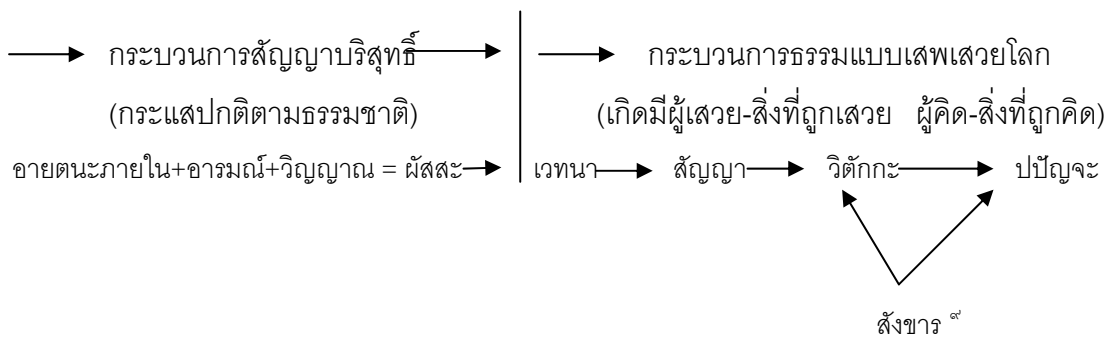 กระบวนการสัญญาบริสุทธิ์ กระบวนการธรรมแบบเสพเสวยโลก
(กระแสปกติตามธรรมชาติ) (เกิดมีผู้เสวย-สิ่งที่ถูกเสวย ผู้คิด-สิ่งที่ถูกคิด)
อายตนะภายใน+อารมณ์+วิญญาณ = ผัสสะ เวทนา สัญญา วิตักกะ ปปัญจะ
สังขาร ๙